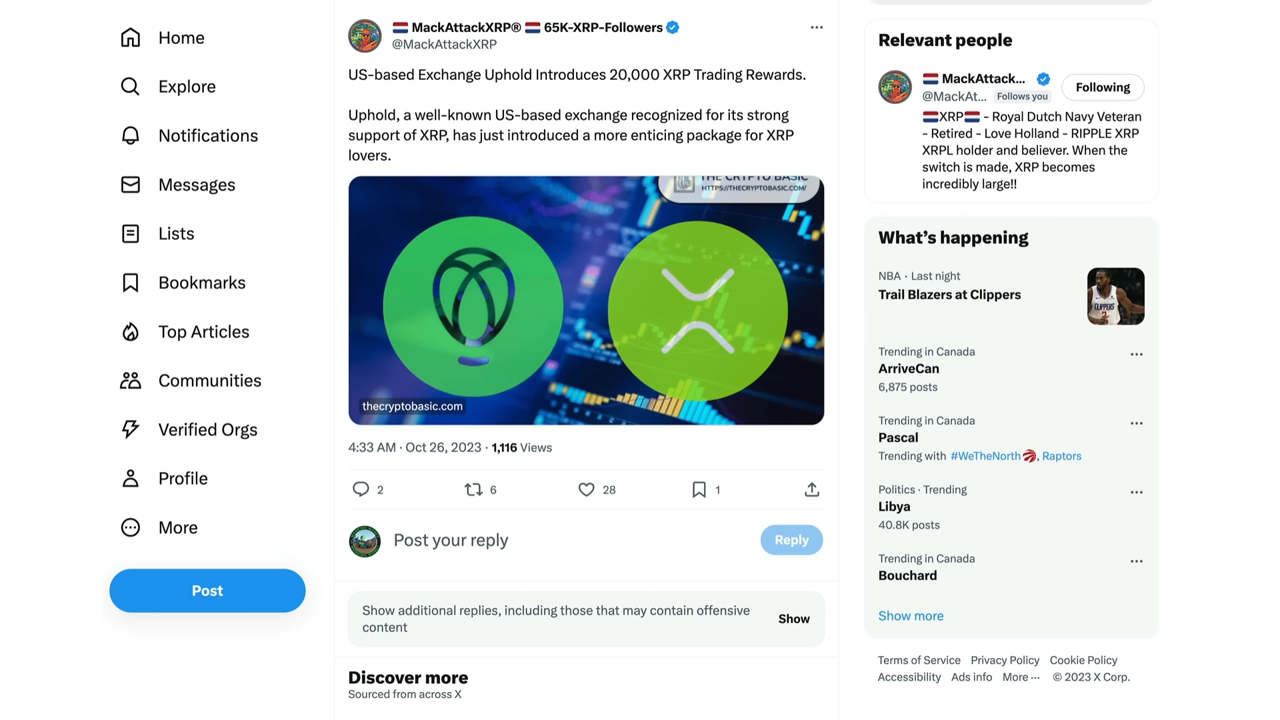 Home
Explore
Notifications
Messages
Lists
Bookmarks
Top Articles
Communities
Verified Orgs
Profile
More
Post
🇳🇱 MackAttackXRP® 🇳🇱 65K-XRP-Followers
@MackAttackXRP
US-based Exchange Uphold Introduces 20,000 XRP Trading Rewards.
Uphold, a well-known US-based exchange recognized for its strong
support of XRP, has just introduced a more enticing package for XRP
lovers.
THE CRYPTO BASIC
HTTPS://THECRYPTOBASIC.COM/
thecryptobasic.com
4:33 AM · Oct 26, 2023 · 1,116 Views
2 6 28 1
Post your reply
Reply
Show additional replies, including those that may contain offensive
content
Show
Discover more
Sourced from across X
Relevant people
🇳🇱 MackAttack...
@MackAt... Follows you
Following
🇳🇱XRP🇳🇱 - Royal Dutch Navy Veteran
- Retired - Love Holland - RIPPLE XRP
XRPL holder and believer. When the
switch is made, XRP becomes
incredibly large!!
What’s happening
NBA · Last night
Trail Blazers at Clippers
CLIPPERS
2
Trending in Canada
ArriveCan
6,875 posts
Trending in Canada
Pascal
Trending with #WeTheNorth, Raptors
Politics · Trending
Libya
40.8K posts
Trending in Canada
Bouchard
Show more
Terms of Service Privacy Policy Cookie Policy
Accessibility Ads info More ··· © 2023 X Corp.